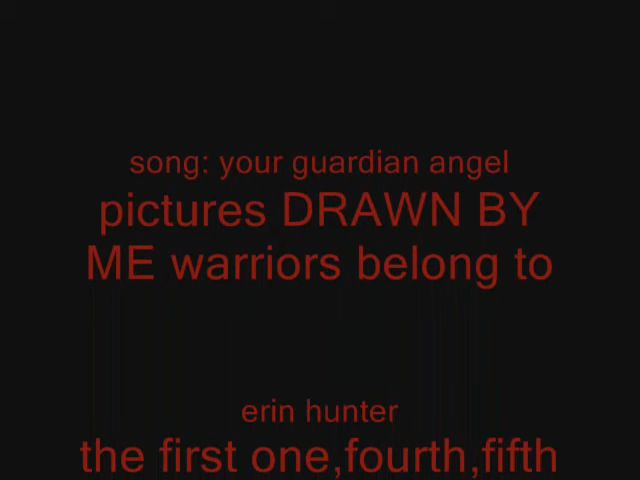 song: your guardian angel
pictures DRAWN BY
ME warriors belong to
erin hunter
the first one,fourth,fifth